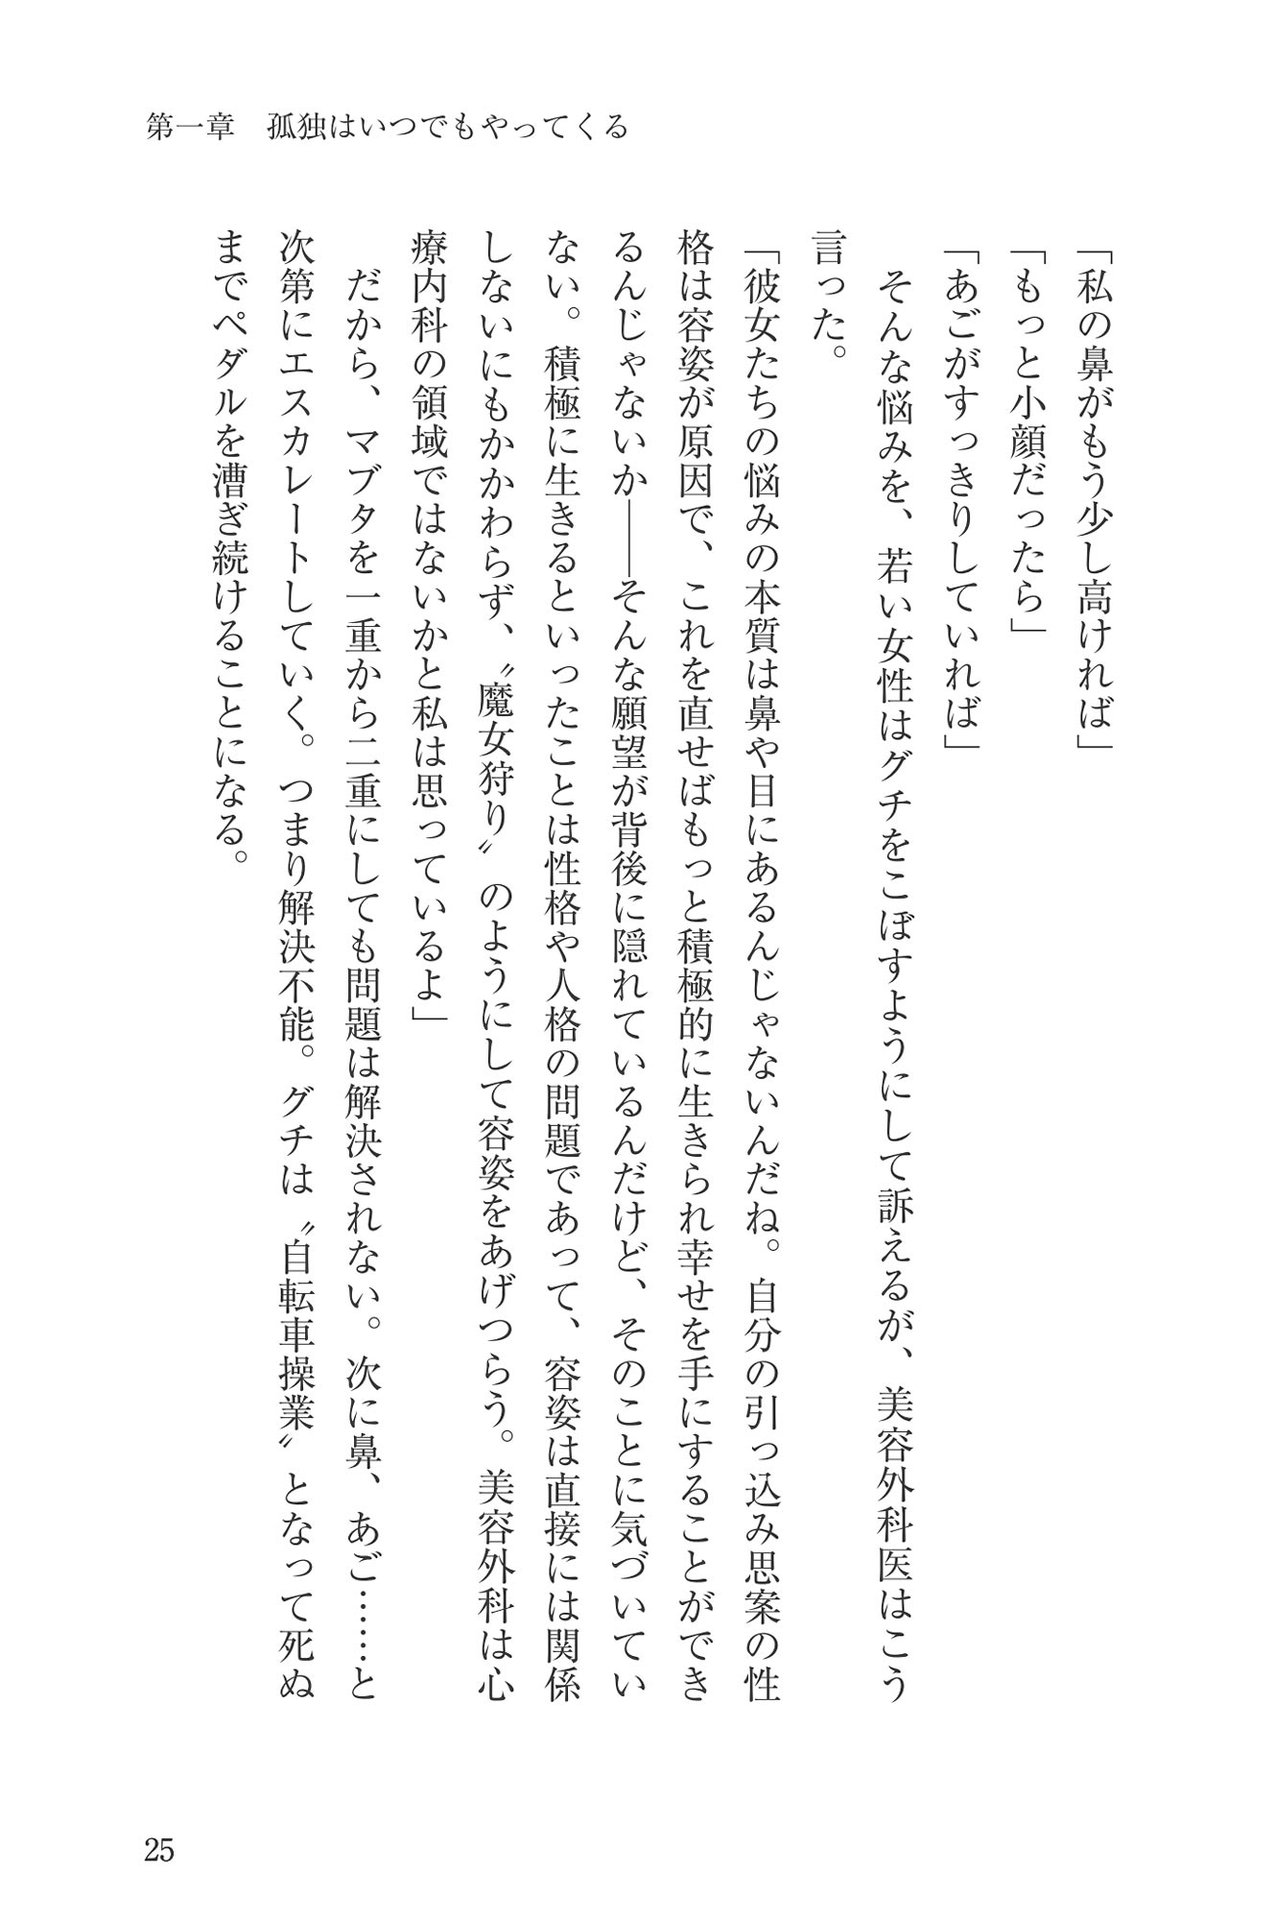 第一章　孤独はいつでもやってくる
「私の鼻がもう少し高ければ」
「もっと小顔だったら」
「あごがすっきりしていれば」
　そんな悩みを、若い女性はグチをこぼすようにして訴えるが、美容外科医はこう
言った。
「彼女たちの悩みの本質は鼻や目にあるんじゃないんだね。自分の引っ込み思案の性
格は容姿が原因で、これを直せばもっと積極的に生きられ幸せを手にすることができ
るんじゃないか――そんな願望が背後に隠れているんだけど、そのことに気づいてい
ない。積極に生きるといったことは性格や人格の問題であって、容姿は直接には関係
しないにもかかわらず、〝魔女狩り〟のようにして容姿をあげつらう。美容外科は心
療内科の領域ではないかと私は思っているよ」
　だから、マブタを一重から二重にしても問題は解決されない。次に鼻、あご……と
次第にエスカレートしていく。つまり解決不能。グチは〝自転車操業〟となって死ぬ
までペダルを漕ぎ続けることになる。
25